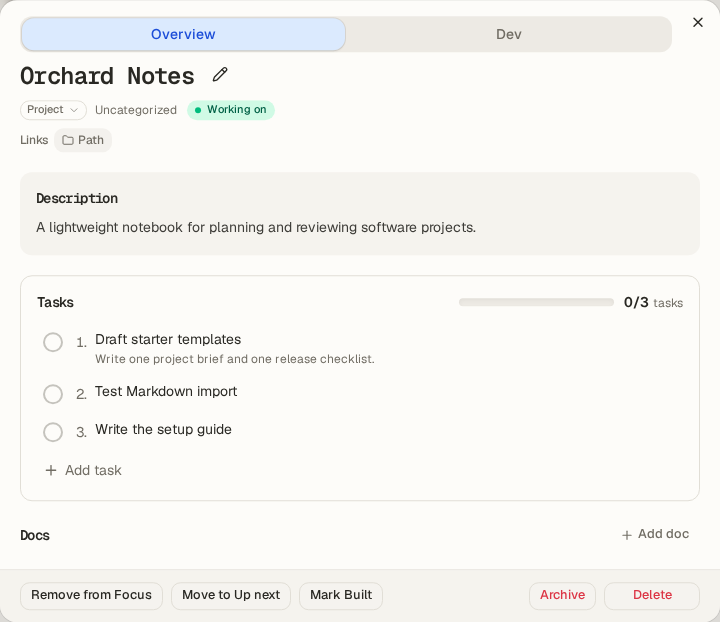 Overview Dev
Orchard Notes
Project Uncategorized Working on
Links Path
Description
A lightweight notebook for planning and reviewing software projects.
Tasks 0/3 tasks
1. Draft starter templates
Write one project brief and one release checklist.
2. Test Markdown import
3. Write the setup guide
+ Add task
Docs + Add doc
Remove from Focus Move to Up next Mark Built Archive Delete